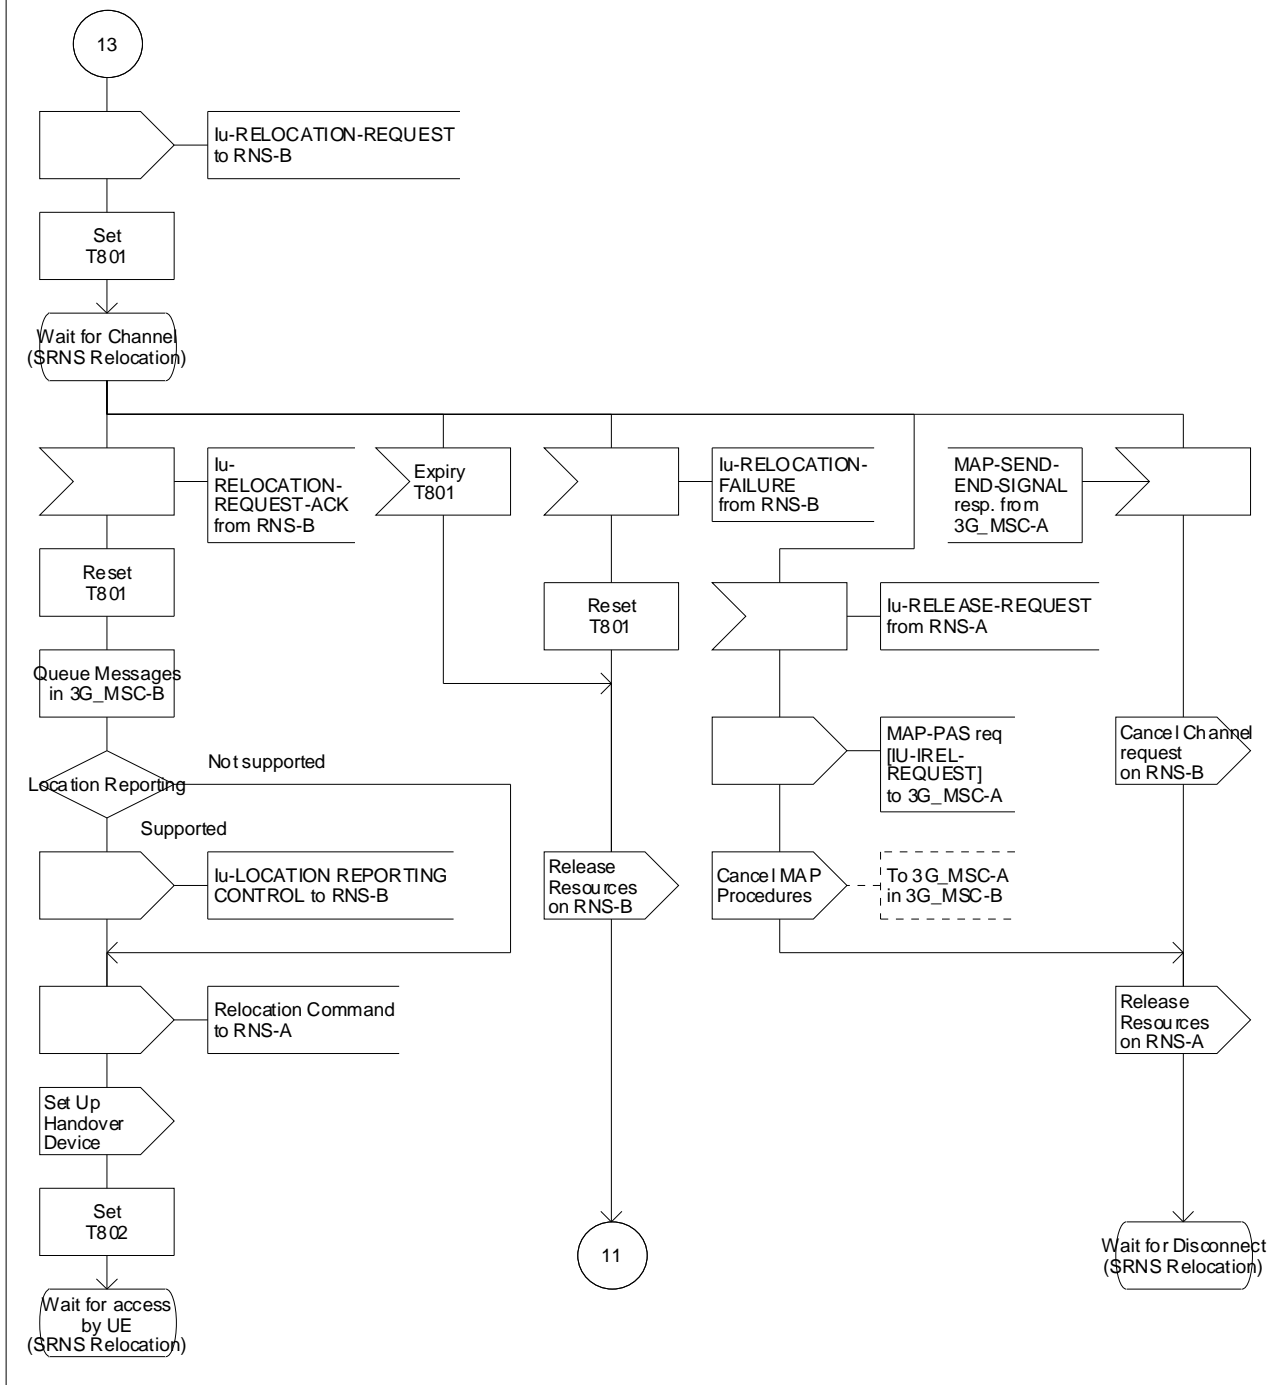 13
Iu-RELOCATION-REQUEST
to RNS-B
Set
T801
Wait for Channel
(SRNS Relocation)
Iu-
RELOCATION-
REQUEST-ACK
from RNS-B
Expiry
T801
Iu-RELOCATION-
FAILURE
from RNS-B
MAP-SEND-
END-SIGNAL
resp. from
3G_MSC-A
Reset
T801
Reset
T801
Iu-RELEASE-REQUEST
from RNS-A
Queue Messages
in 3G_MSC-B
MAP-PAS req
[IU-IREL-
REQUEST]
to 3G_MSC-A
Cancel Channel
request
on RNS-B
Location Reporting
Not supported
Supported
Iu-LOCATION REPORTING
CONTROL to RNS-B
Release
Resources
on RNS-B
Cancel MAP
Procedures
To 3G_MSC-A
in 3G_MSC-B
Relocation Command
to RNS-A
Release
Resources
on RNS-A
Set Up
Handover
Device
Set
T802
11
Wait for Disconnect
(SRNS Relocation)
Wait for access
by UE
(SRNS Relocation)